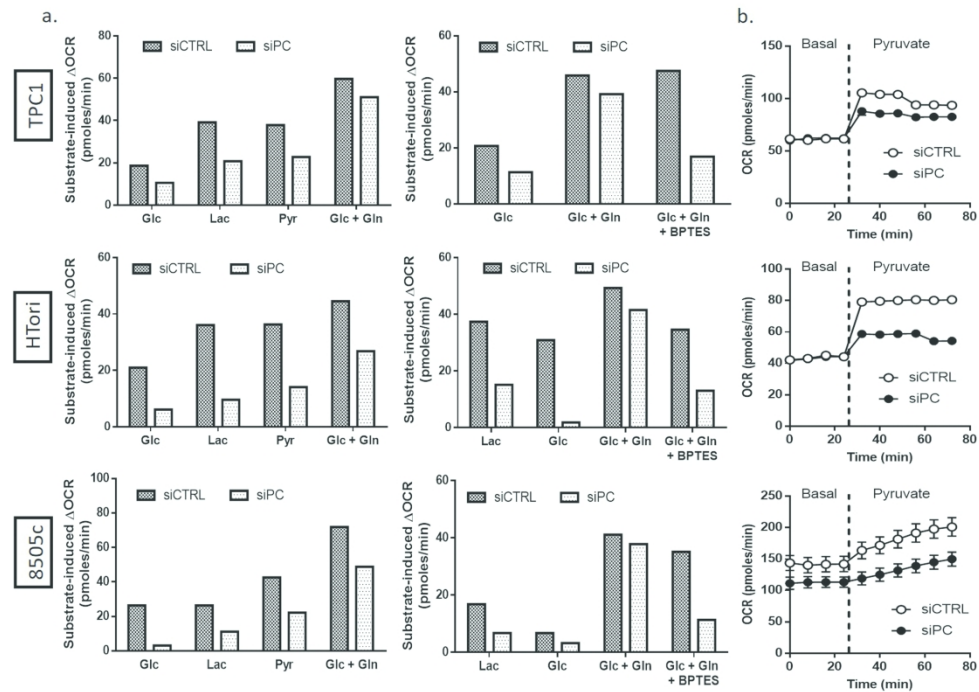 a.
b.
TPC1
Substrate-induced ΔOCR
(pmoles/min)
80
60
40
20
0
siCTRL
siPC
Glc
Lac
Pyr
Glc + Gln
Substrate-induced ΔOCR
(pmoles/min)
60
40
20
0
siCTRL
siPC
Glc
Glc + Gln
Glc + Gln
+ BPTES
OCR (pmoles/min)
150
100
50
0
Basal
Pyruvate
siCTRL
siPC
0 20 40 60 80
Time (min)
HTori
Substrate-induced ΔOCR
(pmoles/min)
60
40
20
0
siCTRL
siPC
Glc
Lac
Pyr
Glc + Gln
Substrate-induced ΔOCR
(pmoles/min)
60
40
20
0
siCTRL
siPC
Lac
Glc
Glc + Gln
Glc + Gln
+ BPTES
OCR (pmoles/min)
80
60
40
20
0
Basal
Pyruvate
siCTRL
siPC
0 20 40 60 80
Time (min)
8505c
Substrate-induced ΔOCR
(pmoles/min)
100
80
60
40
20
0
siCTRL
siPC
Glc
Lac
Pyr
Glc + Gln
Substrate-induced ΔOCR
(pmoles/min)
60
40
20
0
siCTRL
siPC
Lac
Glc
Glc + Gln
Glc + Gln
+ BPTES
OCR (pmoles/min)
250
200
150
100
50
0
Basal
Pyruvate
siCTRL
siPC
0 20 40 60 80
Time (min)